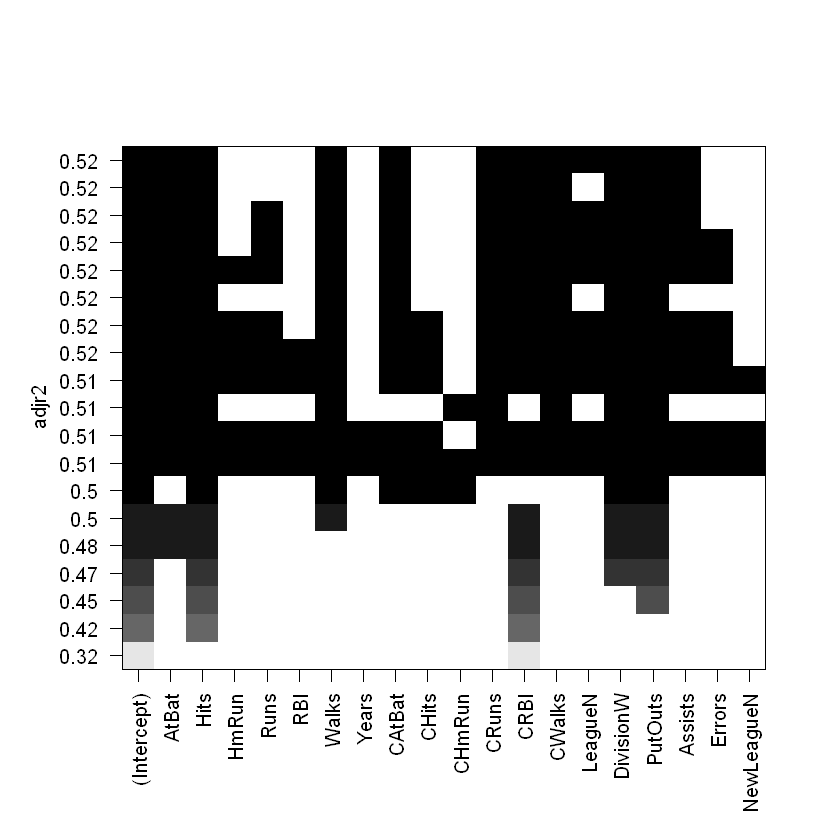 0.52
0.52
0.52
0.52
0.52
0.52
0.52
0.52
0.51
0.51
0.51
0.51
0.5
0.5
0.48
0.47
0.45
0.42
0.32
adjr2
(Intercept)
AtBat
Hits
HmRun
Runs
RBI
Walks
Years
CAtBat
CHits
CHmRun
CRuns
CRBI
CWalks
LeagueN
DivisionW
PutOuts
Assists
Errors
NewLeagueN